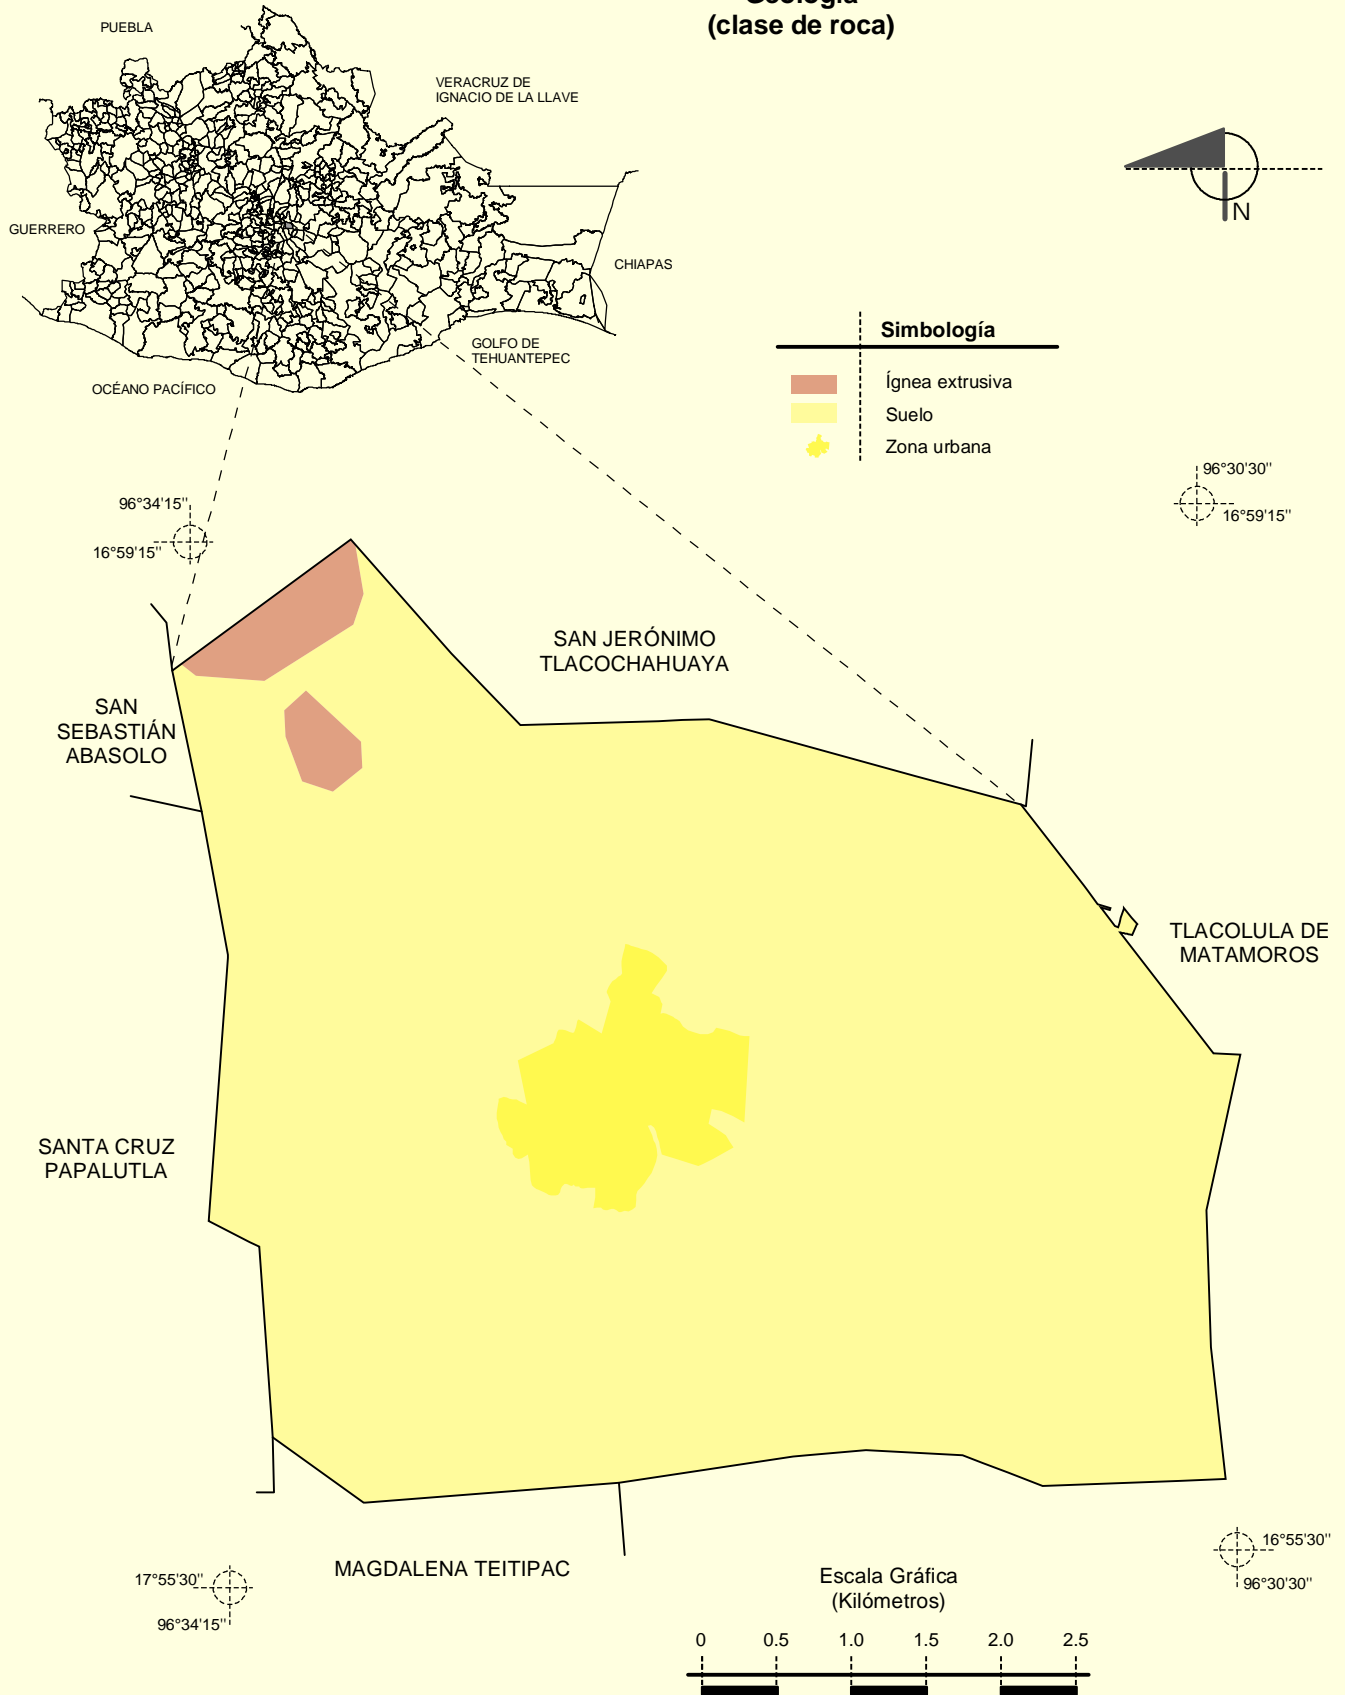 Geología
(clase de roca)
PUEBLA
VERACRUZ DE
IGNACIO DE LA LLAVE
GUERRERO
CHIAPAS
GOLFO DE
TEHUANTEPEC
OCÉANO PACÍFICO
N
Simbología
Ígnea extrusiva
Suelo
Zona urbana
96°34'15"
16°59'15"
96°30'30"
16°59'15"
SAN JERÓNIMO
TLACOCHAHUAYA
SAN
SEBASTIÁN
ABASOLO
TLACOLULA DE
MATAMOROS
SANTA CRUZ
PAPALUTLA
MAGDALENA TEITIPAC
17°55'30"
96°34'15"
16°55'30"
96°30'30"
Escala Gráfica
(Kilómetros)
0 0.5 1.0 1.5 2.0 2.5